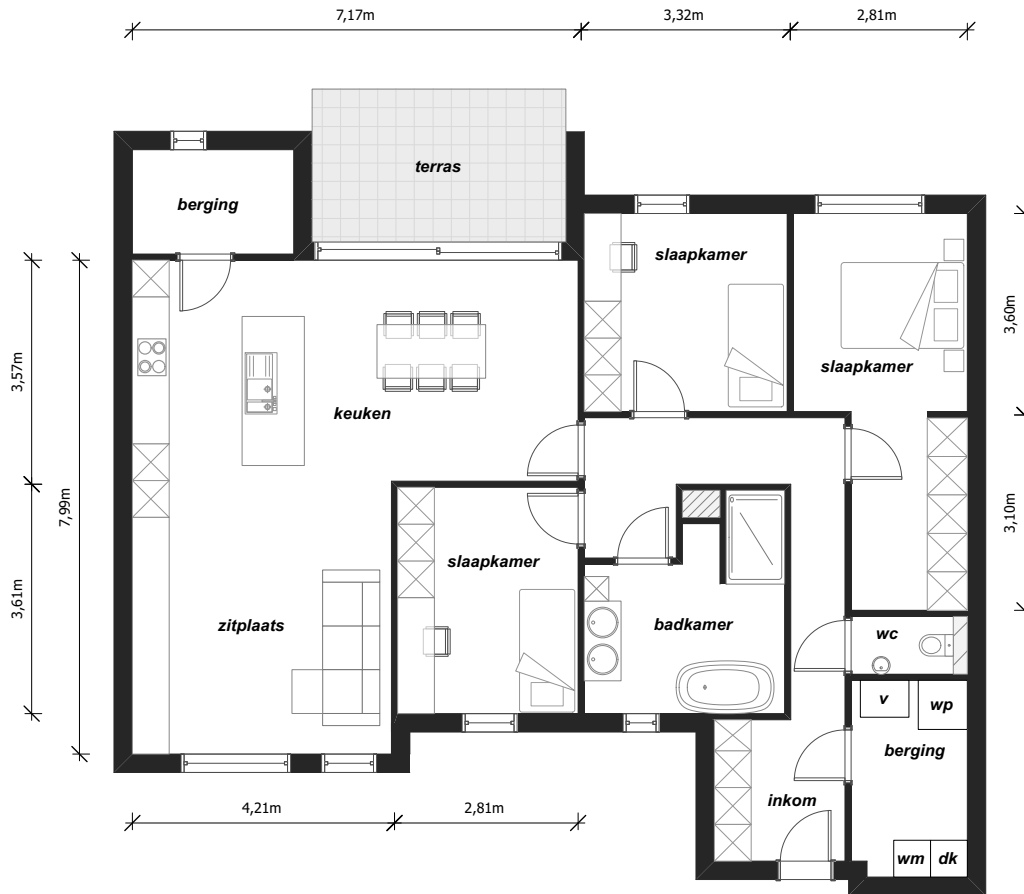 7,17m
3,32m
2,81m
terras
berging
slaapkamer
3,60m
slaapkamer
3,57m
keuken
7,99m
3,10m
slaapkamer
3,61m
zitplaats
badkamer
wc
v
wp
berging
inkom
4,21m
2,81m
wm
dk